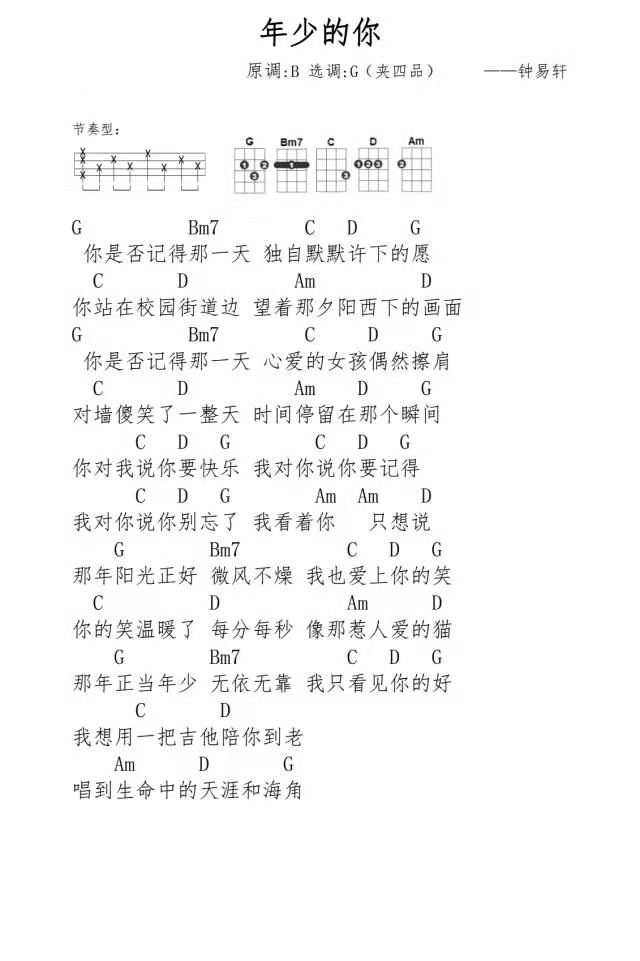 年少的你
原调:B 选调:G（夹四品） ——钟易轩
节奏型:
G Bm7 C D Am
1 2 3 1 3 1 2 3 2
G Bm7 C D G
你是否记得那一天 独自默默许下的愿
C D Am D
你站在校园街道边 望着那夕阳西下的画面
G Bm7 C D G
你是否记得那一天 心爱的女孩偶然擦肩
C D Am D G
对墙傻笑了一整天 时间停留在那个瞬间
C D G C D G
你对我说你要快乐 我对你说你要记得
C D G Am Am D
我对你说你别忘了 我看着你 只想说
G Bm7 C D G
那年阳光正好 微风不燥 我也爱上你的笑
C D Am D
你的笑温暖了 每分每秒 像那惹人爱的猫
G Bm7 C D G
那年正当年少 无依无靠 我只看见你的好
C D
我想用一把吉他陪你到老
Am D G
唱到生命中的天涯和海角